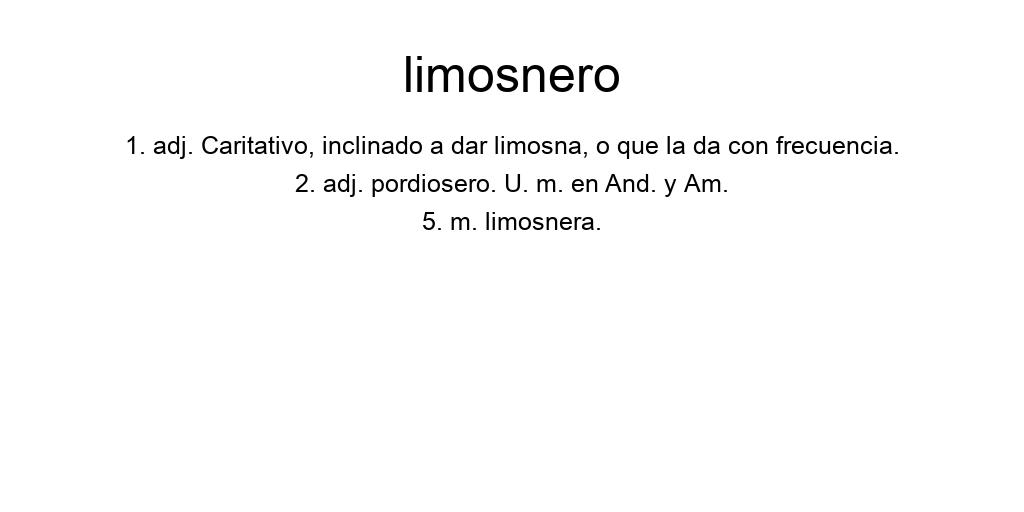 limosnero
1. adj. Caritativo, inclinado a dar limosna, o que la da con frecuencia.
2. adj. pordiosero. U. m. en And. y Am.
5. m. limosnera.